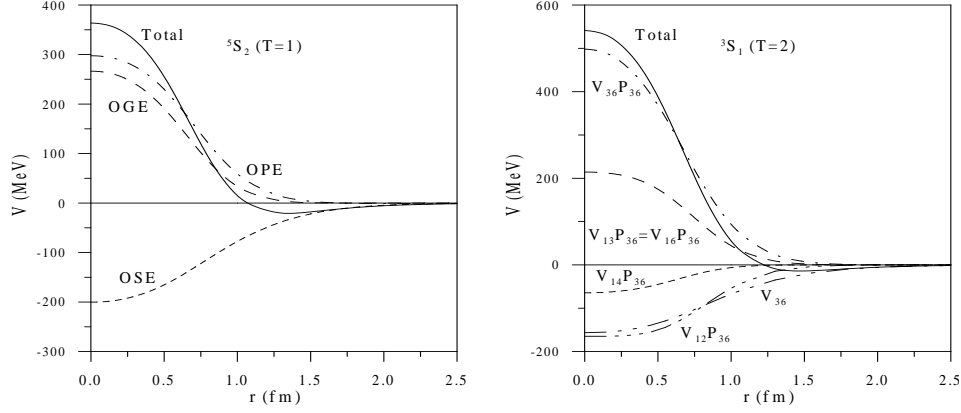 400
300
200
100
0
-100
-200
-300
V (MeV)
Total
⁵S₂ (T=1)
OGE
OPE
OSE
0.0 0.5 1.0 1.5 2.0 2.5
r (fm)
600
400
200
0
-200
V (MeV)
Total
³S₁ (T=2)
V₃₆P₃₆
V₁₃P₃₆=V₁₆P₃₆
V₁₄P₃₆
V₃₆
V₁₂P₃₆
0.0 0.5 1.0 1.5 2.0 2.5
r (fm)